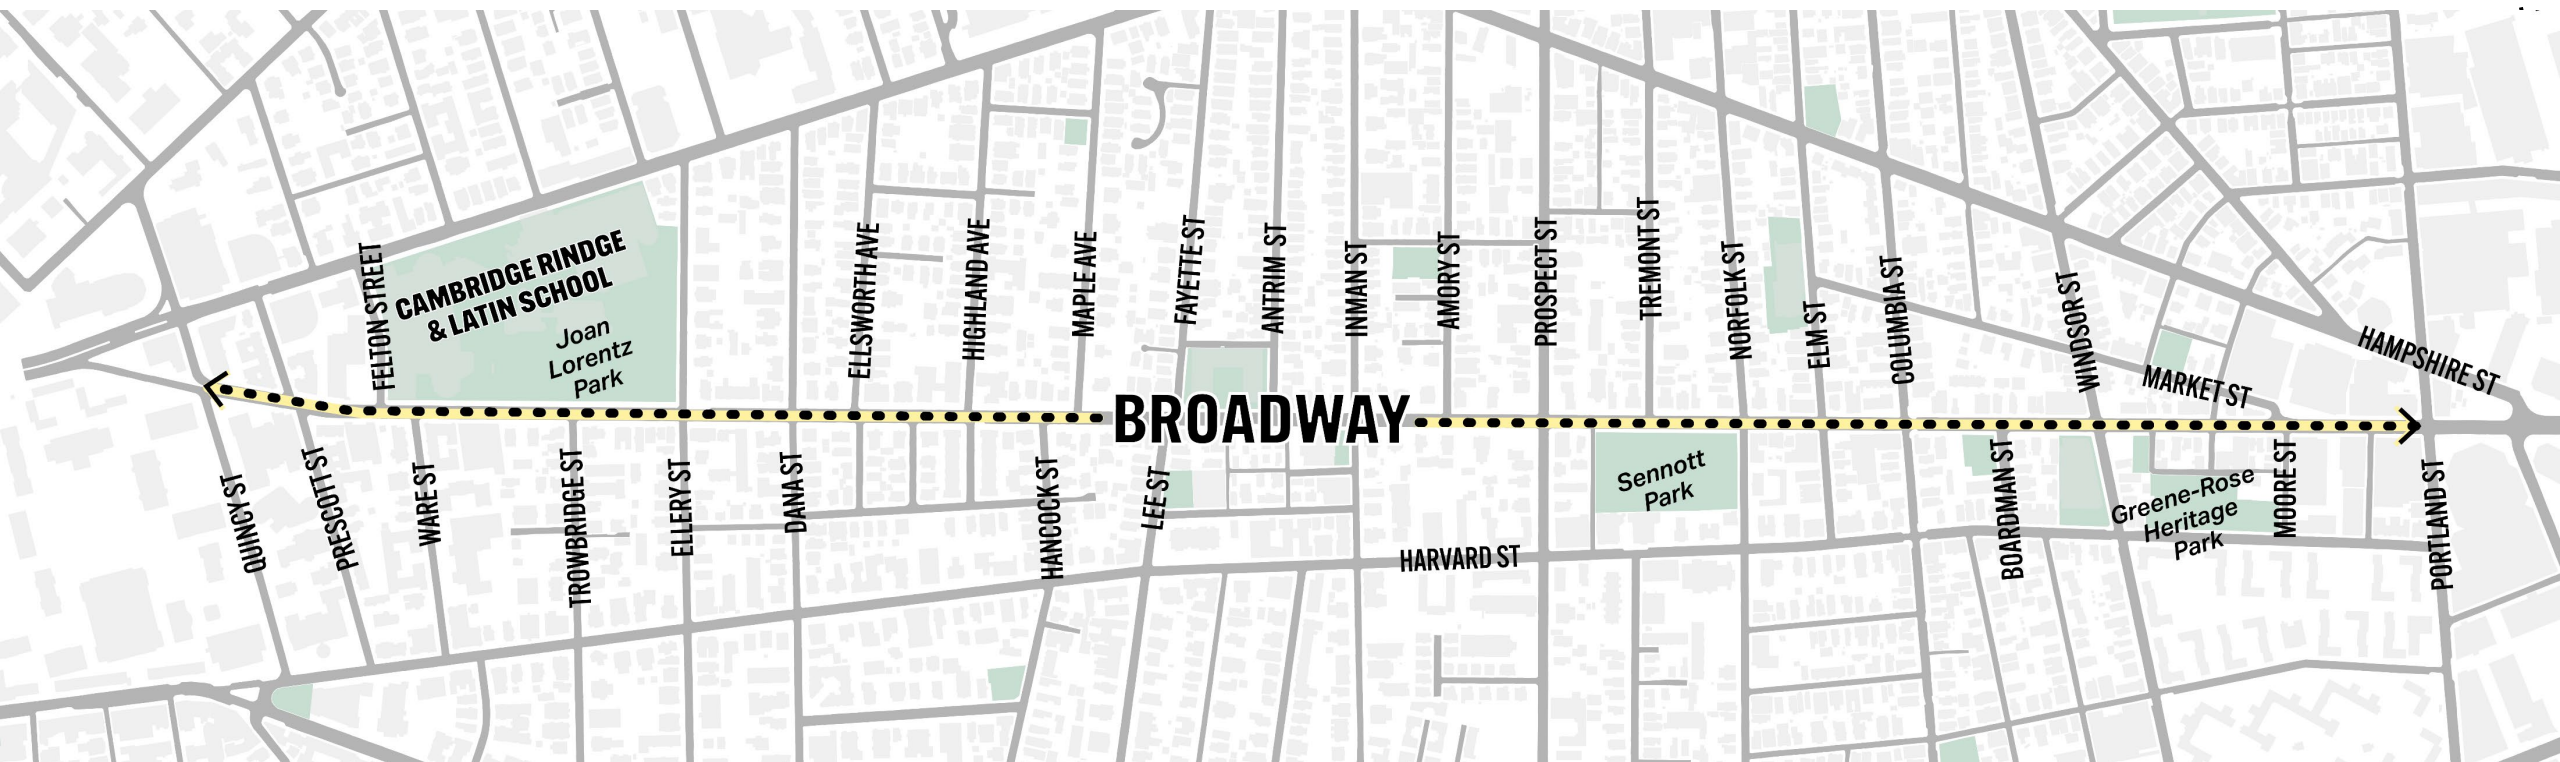 FELTON STREET
CAMBRIDGE RINDGE
& LATIN SCHOOL
Joan
Lorentz
Park
ELLSWORTH AVE
HIGHLAND AVE
MAPLE AVE
FAYETTE ST
ANTRIM ST
INMAN ST
AMORY ST
PROSPECT ST
TREMONT ST
NORFOLK ST
ELM ST
COLUMBIA ST
WINDSOR ST
MARKET ST
HAMPSHIRE ST
BROADWAY
QUINCY ST
PRESCOTT ST
WARE ST
TROWBRIDGE ST
ELLERY ST
DANA ST
HANCOCK ST
LEE ST
HARVARD ST
Sennott
Park
BOARDMAN ST
Greene-Rose
Heritage
Park
MOORE ST
PORTLAND ST